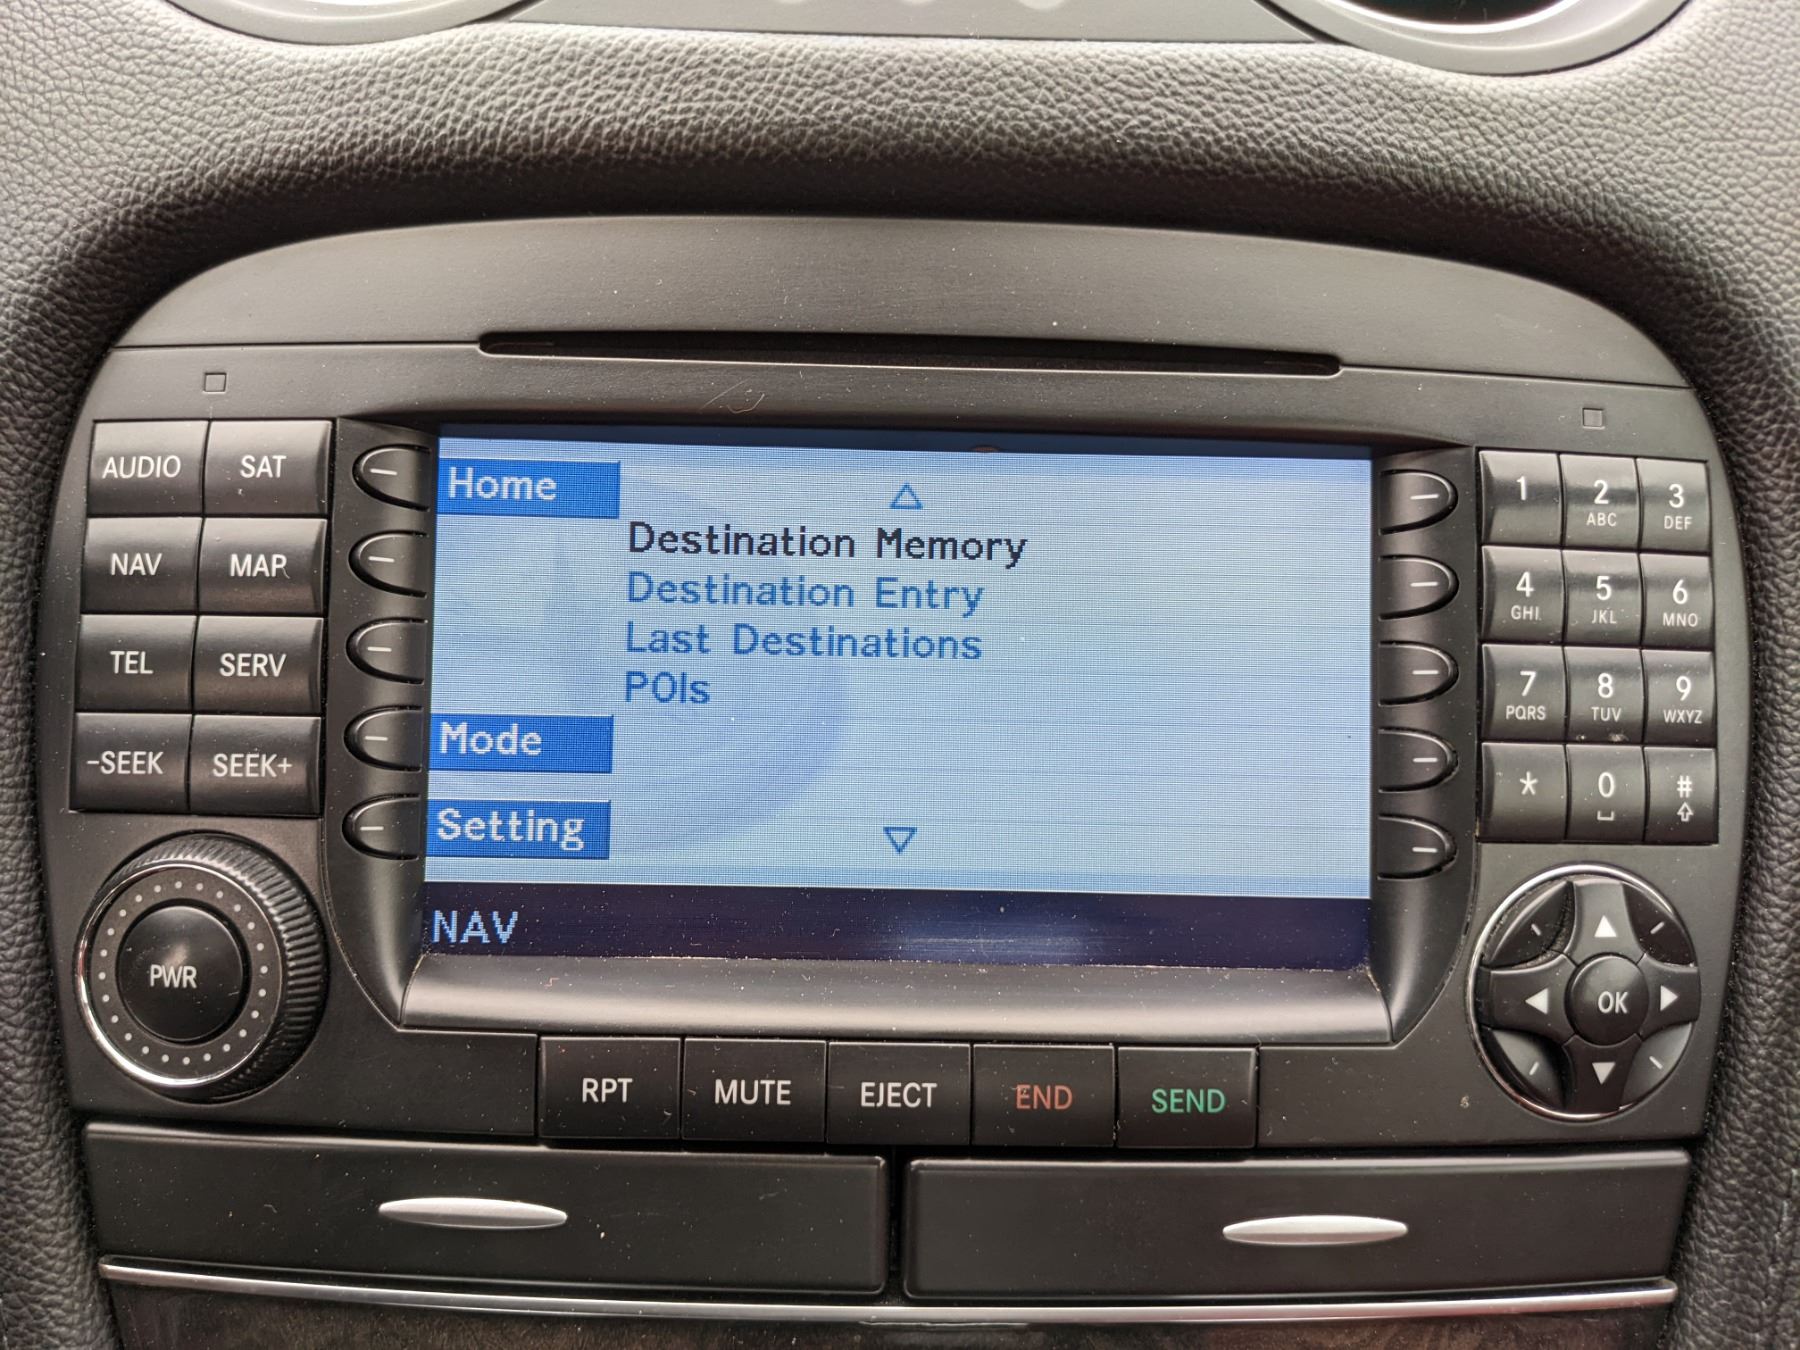 AUDIO SAT
NAV MAP
TEL SERV
-SEEK SEEK+
PWR
Home
Destination Memory
Destination Entry
Last Destinations
POIs
Mode
Setting
NAV
1 2 3
ABC DEF
4 5 6
GHI JKL MNO
7 8 9
PQRS TUV WXYZ
* 0 #
OK
RPT MUTE EJECT END SEND